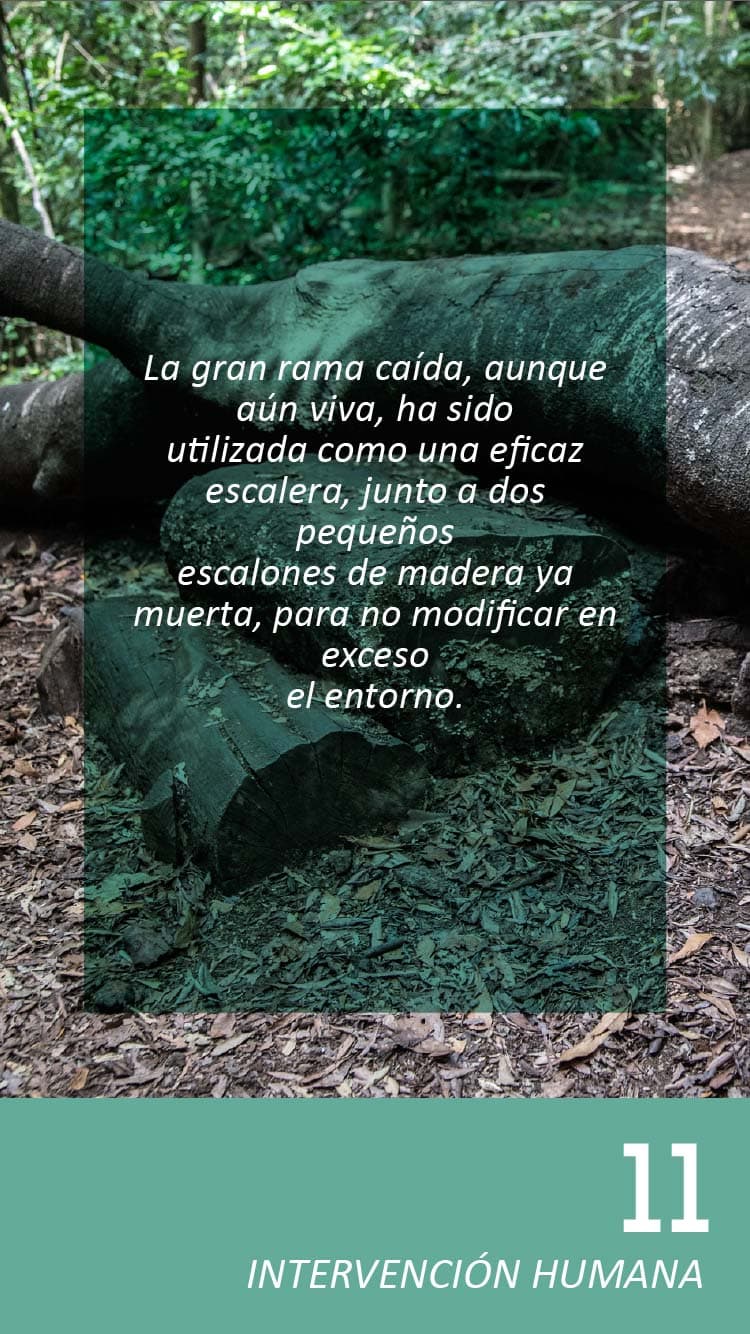 La gran rama caída, aunque
aún viva, ha sido
utilizada como una eficaz
escalera, junto a dos
pequeños
escalones de madera ya
muerta, para no modificar en
exceso
el entorno.
11
INTERVENCIÓN HUMANA